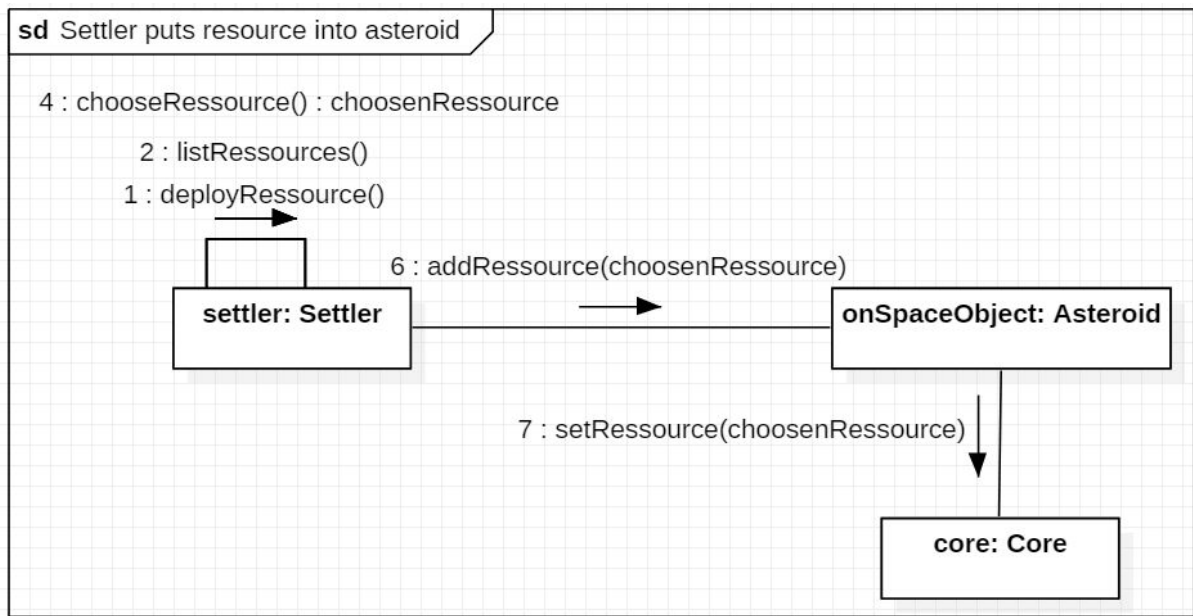 sd Settler puts resource into asteroid
4 : chooseRessource() : choosenRessource
2 : listRessources()
1 : deployRessource()
6 : addRessource(choosenRessource)
settler: Settler
onSpaceObject: Asteroid
7 : setRessource(choosenRessource)
core: Core